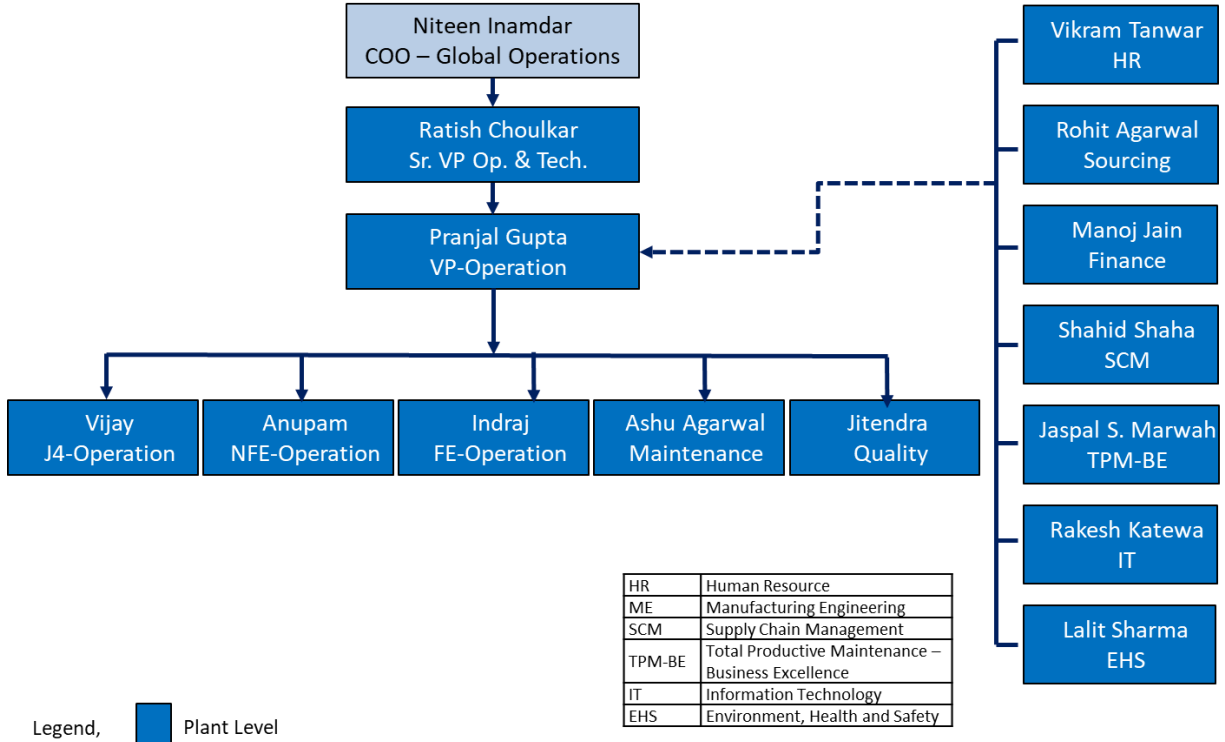 Niteen Inamdar
COO – Global Operations
Ratish Choulkar
Sr. VP Op. & Tech.
Pranjal Gupta
VP-Operation
Vijay
J4-Operation
Anupam
NFE-Operation
Indraj
FE-Operation
Ashu Agarwal
Maintenance
Jitendra
Quality
Vikram Tanwar
HR
Rohit Agarwal
Sourcing
Manoj Jain
Finance
Shahid Shaha
SCM
Jaspal S. Marwah
TPM-BE
Rakesh Katewa
IT
Lalit Sharma
EHS
HR Human Resource
ME Manufacturing Engineering
SCM Supply Chain Management
TPM-BE Total Productive Maintenance –
Business Excellence
IT Information Technology
EHS Environment, Health and Safety
Legend, Plant Level